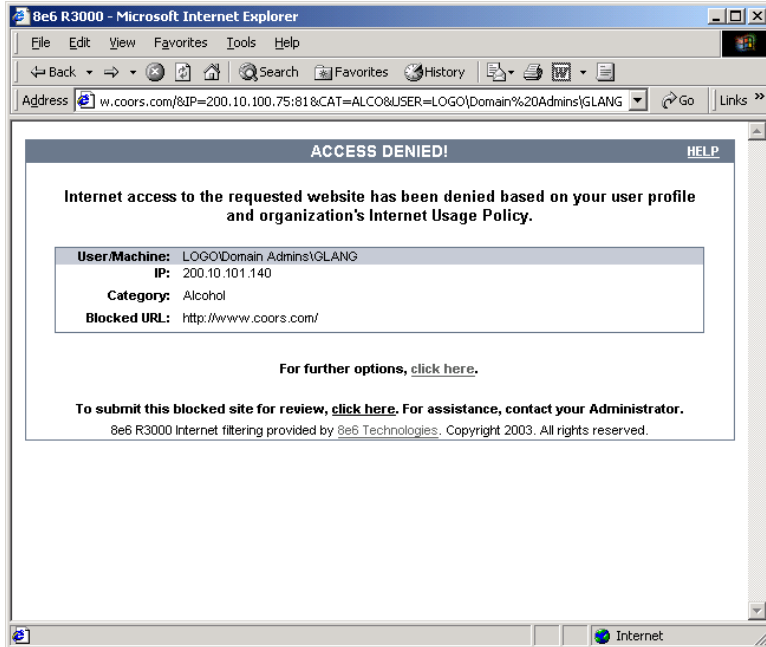 8e6 R3000 - Microsoft Internet Explorer
File Edit View Favorites Tools Help
Back Search Favorites History
Address w.coors.com/&IP=200.10.100.75:81&CAT=ALCO&USER=LOGO\Domain%20Admins\GLANG Go Links »
ACCESS DENIED! HELP
Internet access to the requested website has been denied based on your user profile
and organization's Internet Usage Policy.
User/Machine: LOGO\Domain Admins\GLANG
IP: 200.10.101.140
Category: Alcohol
Blocked URL: http://www.coors.com/
For further options, click here.
To submit this blocked site for review, click here. For assistance, contact your Administrator.
8e6 R3000 Internet filtering provided by 8e6 Technologies. Copyright 2003. All rights reserved.
Internet